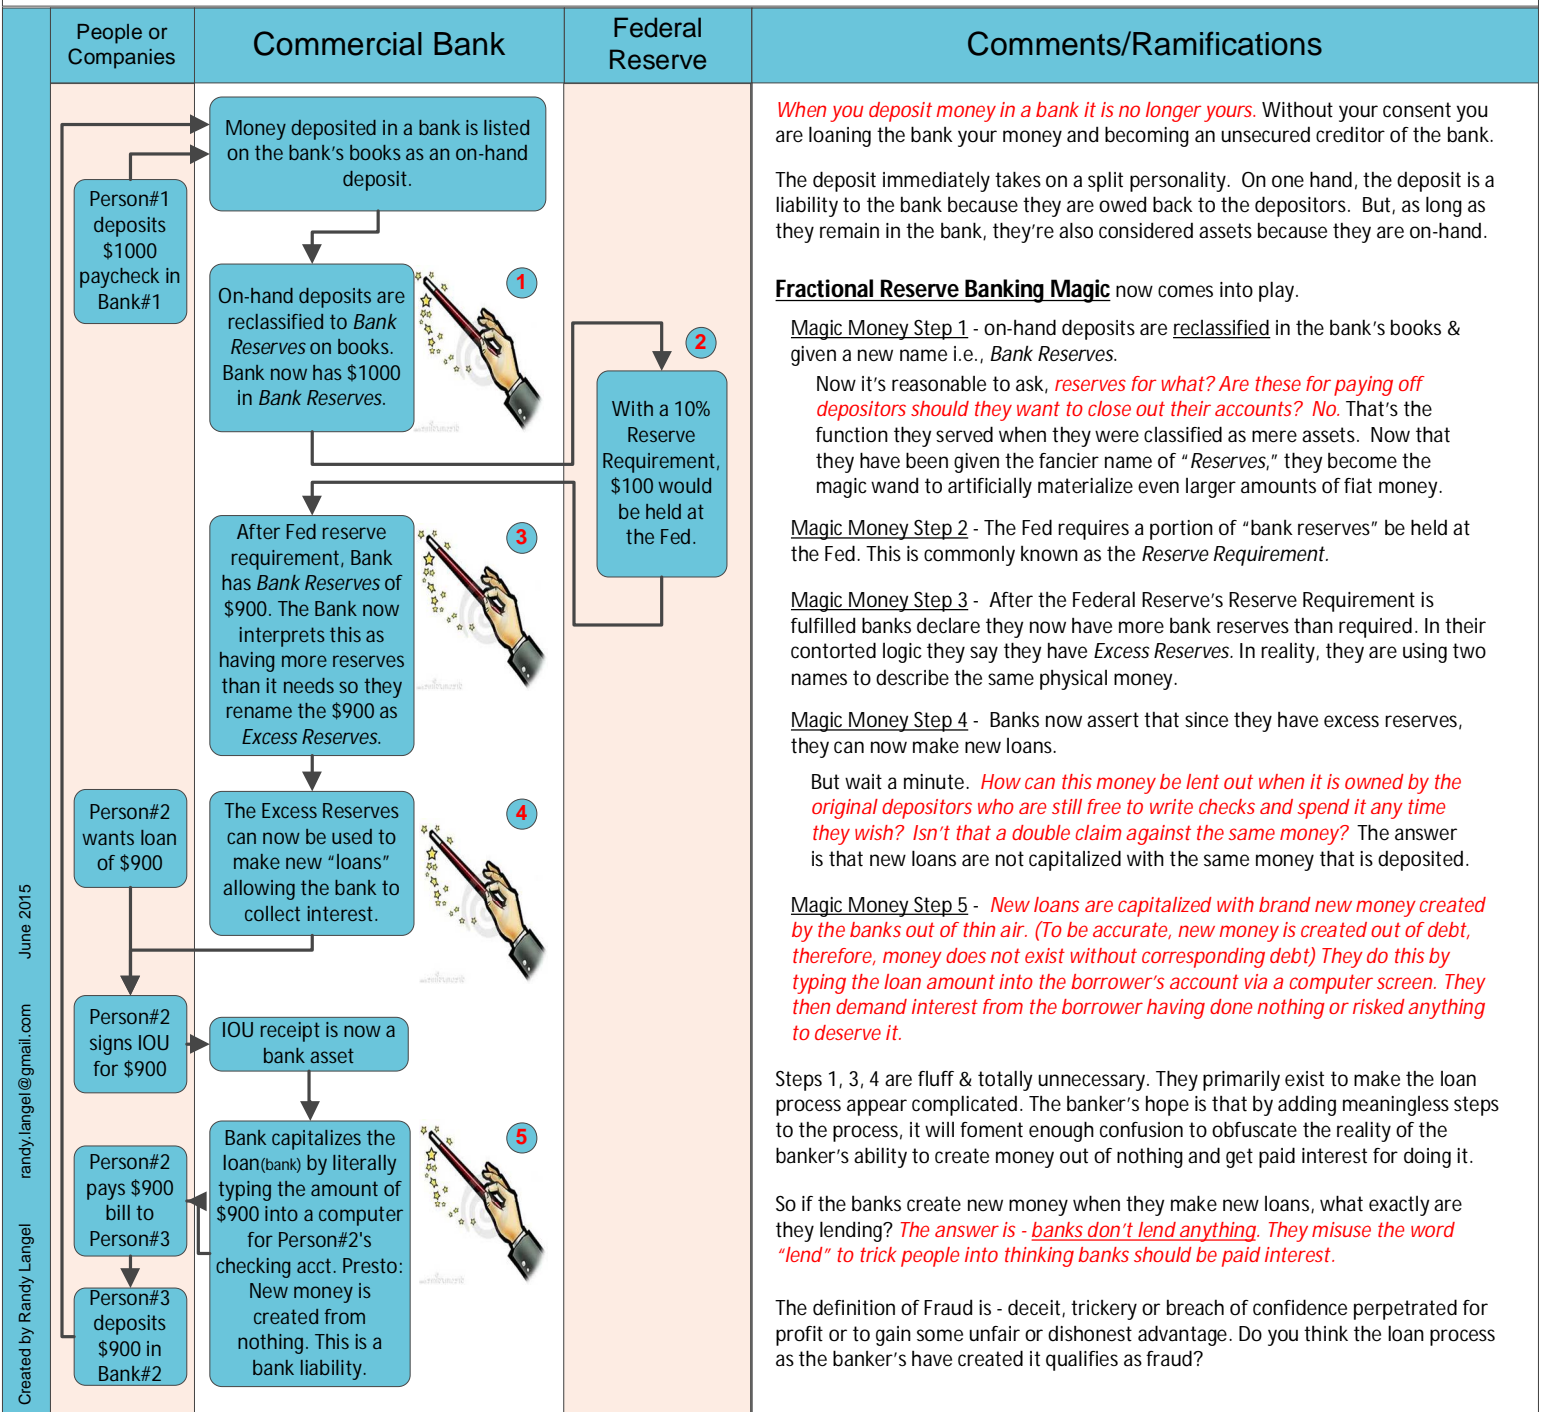 People or
Companies
Commercial Bank
Federal
Reserve
Comments/Ramifications
Money deposited in a bank is listed
on the bank's books as an on-hand
deposit.
Person#1
deposits
$1000
paycheck in
Bank#1
On-hand deposits are
reclassified to Bank
Reserves on books.
Bank now has $1000
in Bank Reserves.
1
2
With a 10%
Reserve
Requirement,
$100 would
be held at
the Fed.
After Fed reserve
requirement, Bank
has Bank Reserves of
$900. The Bank now
interprets this as
having more reserves
than it needs so they
rename the $900 as
Excess Reserves.
3
Person#2
wants loan
of $900
The Excess Reserves
can now be used to
make new “loans”
allowing the bank to
collect interest.
4
Person#2
signs IOU
for $900
IOU receipt is now a
bank asset
Bank capitalizes the
loan(bank) by literally
typing the amount of
$900 into a computer
for Person#2's
checking acct. Presto:
New money is
created from
nothing. This is a
bank liability.
5
Person#2
pays $900
bill to
Person#3
Person#3
deposits
$900 in
Bank#2
When you deposit money in a bank it is no longer yours. Without your consent you
are loaning the bank your money and becoming an unsecured creditor of the bank.
The deposit immediately takes on a split personality. On one hand, the deposit is a
liability to the bank because they are owed back to the depositors. But, as long as
they remain in the bank, they're also considered assets because they are on-hand.
Fractional Reserve Banking Magic now comes into play.
Magic Money Step 1 - on-hand deposits are reclassified in the bank's books &
given a new name i.e., Bank Reserves.
Now it's reasonable to ask, reserves for what? Are these for paying off
depositors should they want to close out their accounts? No. That's the
function they served when they were classified as mere assets. Now that
they have been given the fancier name of “Reserves,” they become the
magic wand to artificially materialize even larger amounts of fiat money.
Magic Money Step 2 - The Fed requires a portion of “bank reserves” be held at
the Fed. This is commonly known as the Reserve Requirement.
Magic Money Step 3 - After the Federal Reserve's Reserve Requirement is
fulfilled banks declare they now have more bank reserves than required. In their
contorted logic they say they have Excess Reserves. In reality, they are using two
names to describe the same physical money.
Magic Money Step 4 - Banks now assert that since they have excess reserves,
they can now make new loans.
But wait a minute. How can this money be lent out when it is owned by the
original depositors who are still free to write checks and spend it any time
they wish? Isn't that a double claim against the same money? The answer
is that new loans are not capitalized with the same money that is deposited.
Magic Money Step 5 - New loans are capitalized with brand new money created
by the banks out of thin air. (To be accurate, new money is created out of debt,
therefore, money does not exist without corresponding debt) They do this by
typing the loan amount into the borrower's account via a computer screen. They
then demand interest from the borrower having done nothing or risked anything
to deserve it.
Steps 1, 3, 4 are fluff & totally unnecessary. They primarily exist to make the loan
process appear complicated. The banker's hope is that by adding meaningless steps
to the process, it will foment enough confusion to obfuscate the reality of the
banker's ability to create money out of nothing and get paid interest for doing it.
So if the banks create new money when they make new loans, what exactly are
they lending? The answer is - banks don't lend anything. They misuse the word
“lend” to trick people into thinking banks should be paid interest.
The definition of Fraud is - deceit, trickery or breach of confidence perpetrated for
profit or to gain some unfair or dishonest advantage. Do you think the loan process
as the banker's have created it qualifies as fraud?
Created by Randy Langel randy.langel@gmail.com June 2015